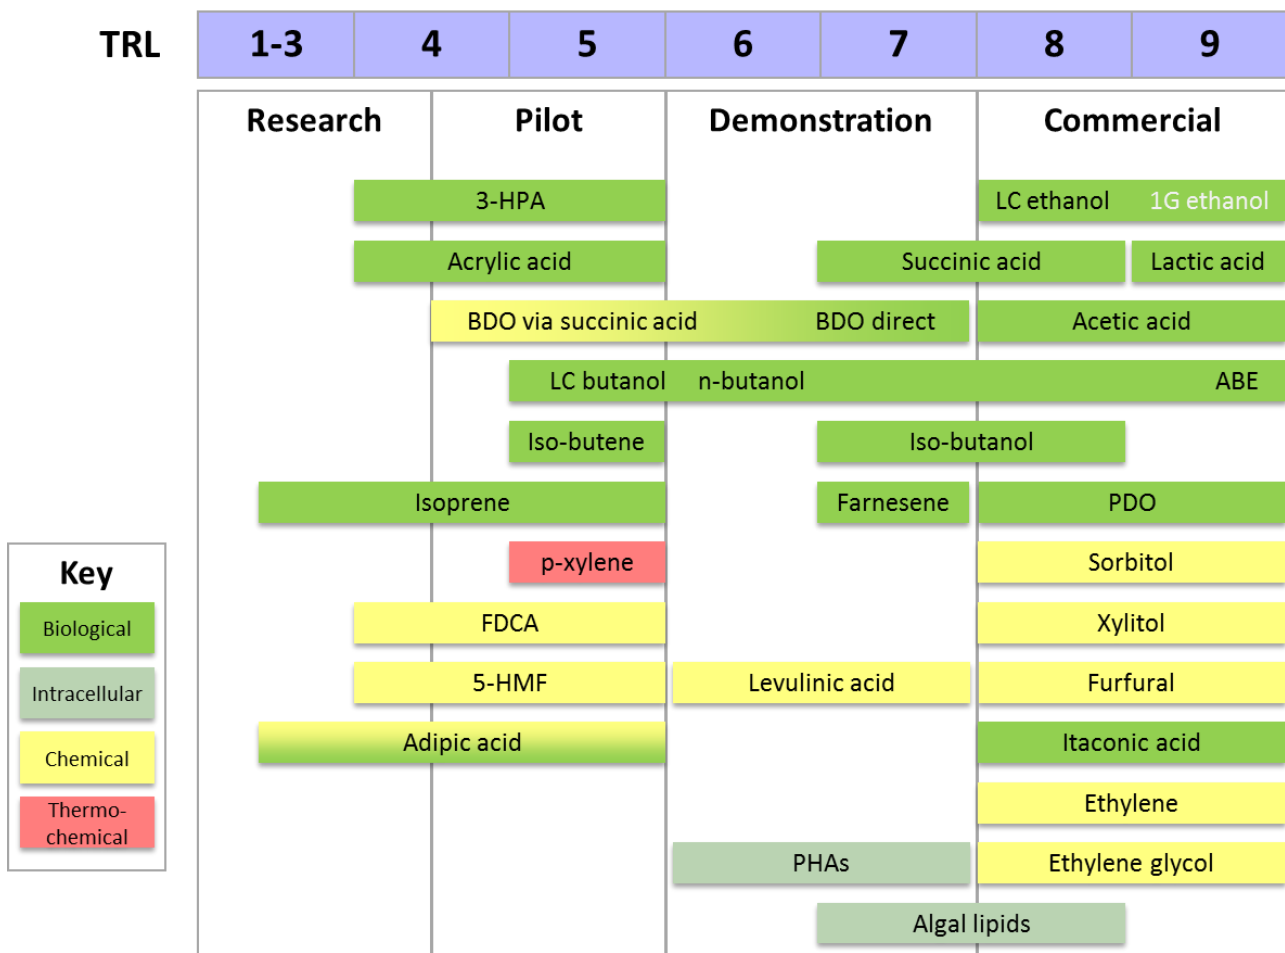 TRL 1-3 4 5 6 7 8 9
Research Pilot Demonstration Commercial
3-HPA LC ethanol 1G ethanol
Acrylic acid Succinic acid Lactic acid
BDO via succinic acid BDO direct Acetic acid
LC butanol n-butanol ABE
Iso-butene Iso-butanol
Isoprene Farnesene PDO
p-xylene Sorbitol
FDCA Xylitol
5-HMF Levulinic acid Furfural
Adipic acid Itaconic acid
Ethylene
PHAs Ethylene glycol
Algal lipids
Key
Biological
Intracellular
Chemical
Thermo-
chemical